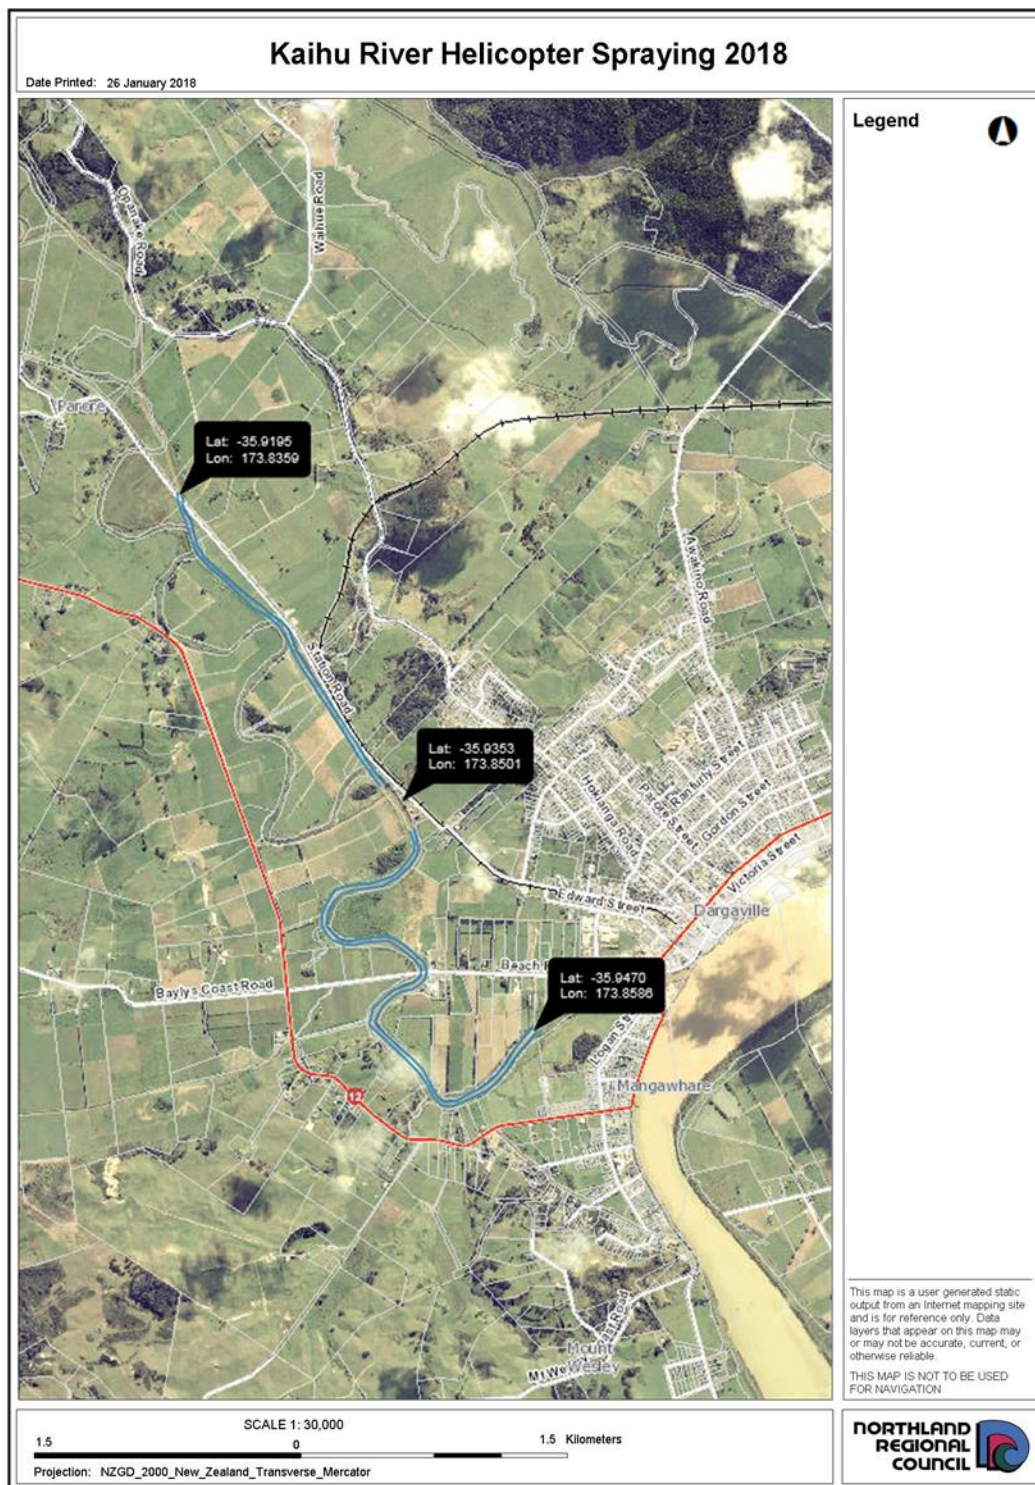 Kaihu River Helicopter Spraying 2018
Date Printed: 26 January 2018
Legend
Opanake Road
Waihue Road
Parore
Lat: -35.9195
Lon: 173.8359
Awakino Road
Station Road
Lat: -35.9353
Lon: 173.8501
Hokianga Road
Parore Street
Ranfurly Street
Gordon Street
Victoria Street
Edward Street
Dargaville
Beach
Lat: -35.9470
Lon: 173.8586
Baylys Coast Road
Logan St
Mangawhare
12
Mount
Wesley
Mt We
Road
This map is a user generated static
output from an Internet mapping site
and is for reference only. Data
layers that appear on this map may
or may not be accurate, current, or
otherwise reliable.
THIS MAP IS NOT TO BE USED
FOR NAVIGATION
SCALE 1: 30,000
1.5 0 1.5 Kilometers
Projection: NZGD_2000_New_Zealand_Transverse_Mercator
NORTHLAND
REGIONAL
COUNCIL